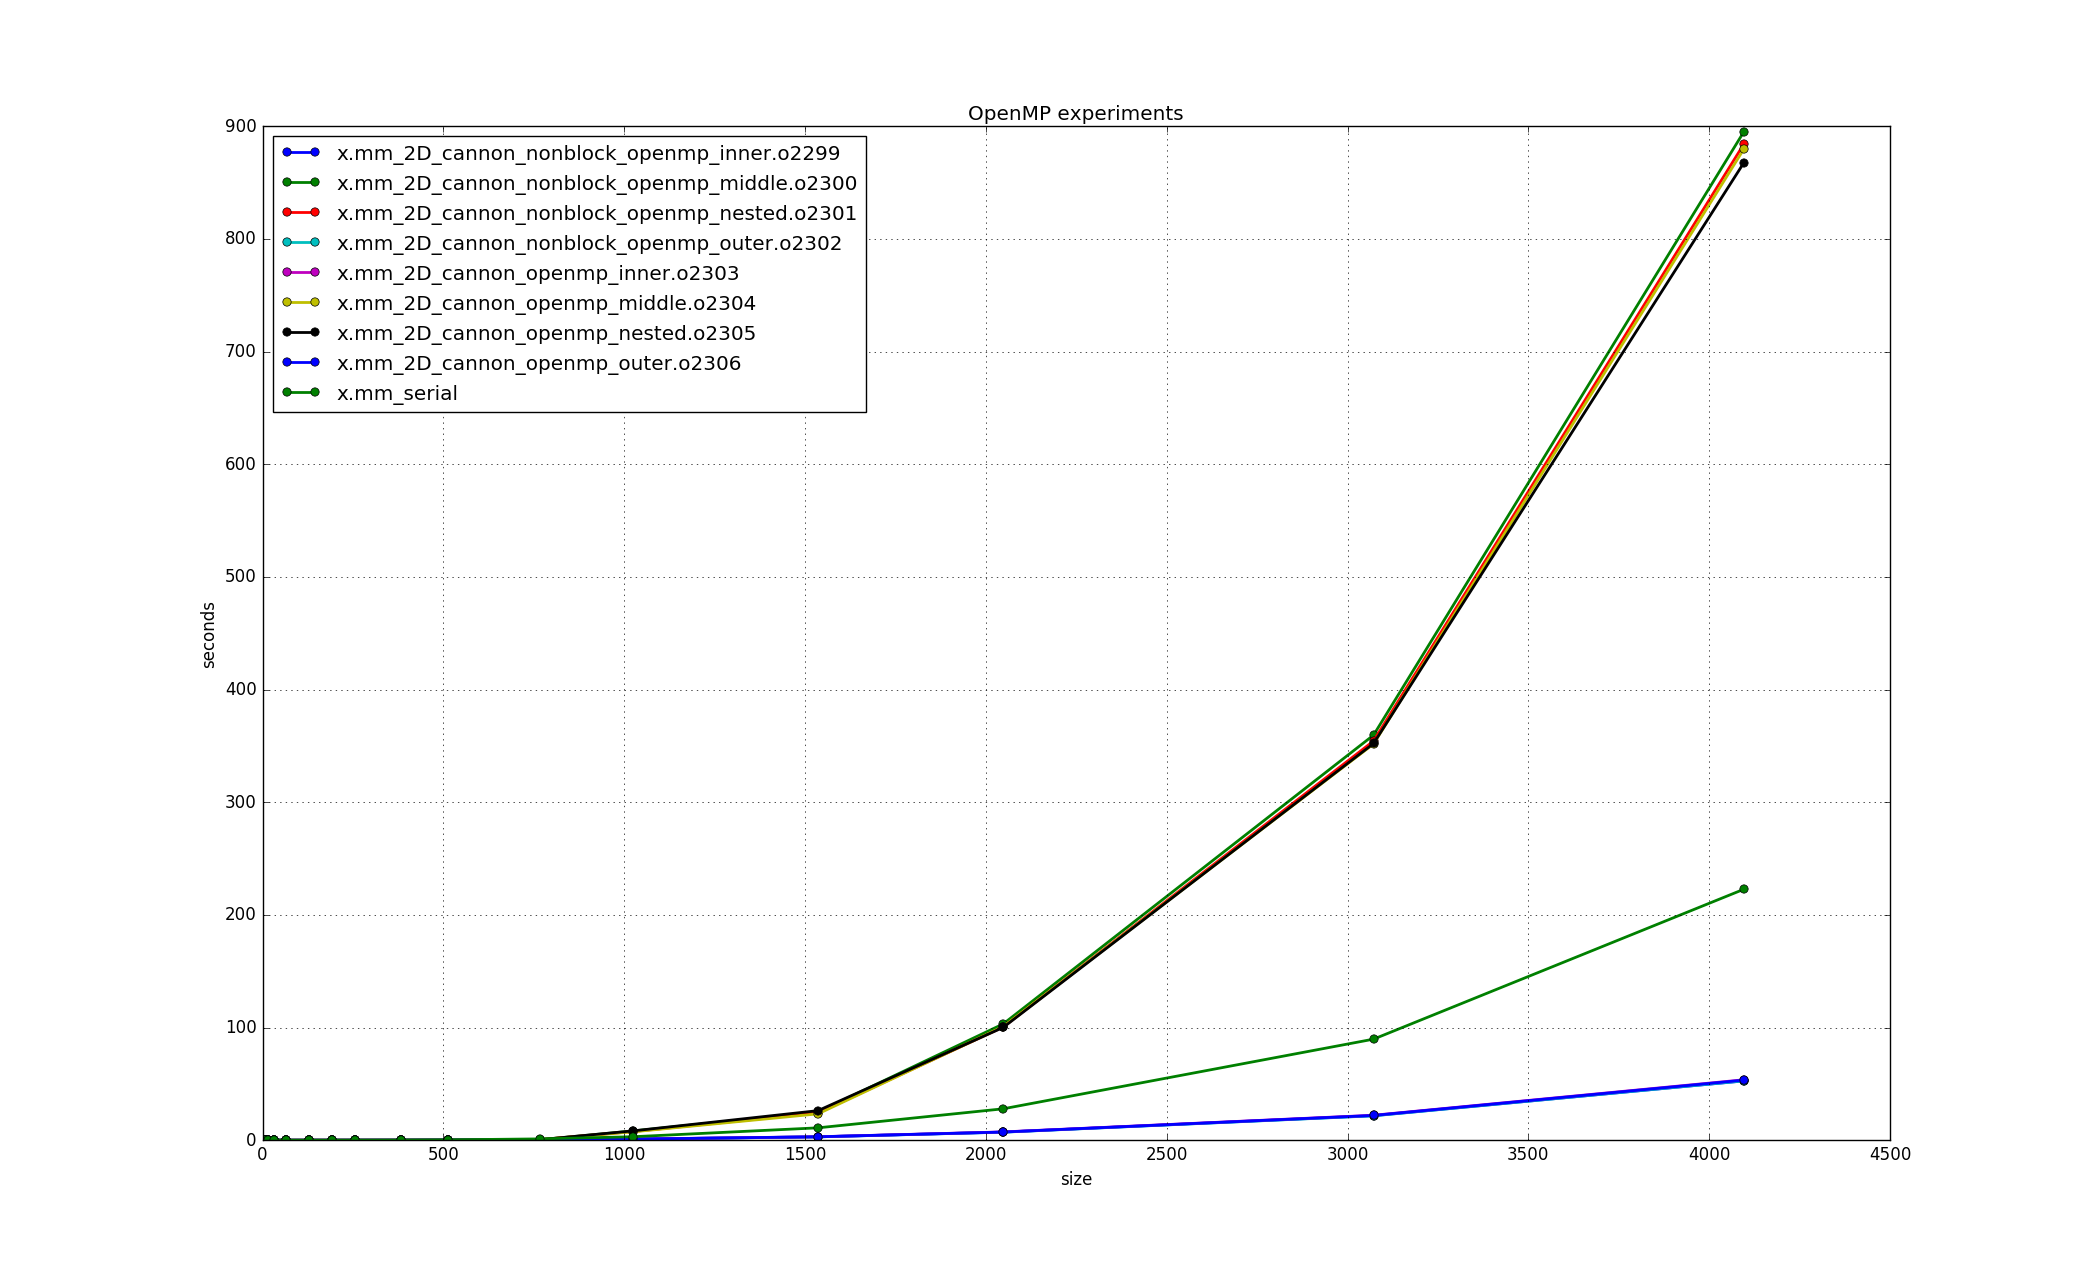 OpenMP experiments
900
800
700
600
500
400
300
200
100
0
seconds
x.mm_2D_cannon_nonblock_openmp_inner.o2299
x.mm_2D_cannon_nonblock_openmp_middle.o2300
x.mm_2D_cannon_nonblock_openmp_nested.o2301
x.mm_2D_cannon_nonblock_openmp_outer.o2302
x.mm_2D_cannon_openmp_inner.o2303
x.mm_2D_cannon_openmp_middle.o2304
x.mm_2D_cannon_openmp_nested.o2305
x.mm_2D_cannon_openmp_outer.o2306
x.mm_serial
0 500 1000 1500 2000 2500 3000 3500 4000 4500
size